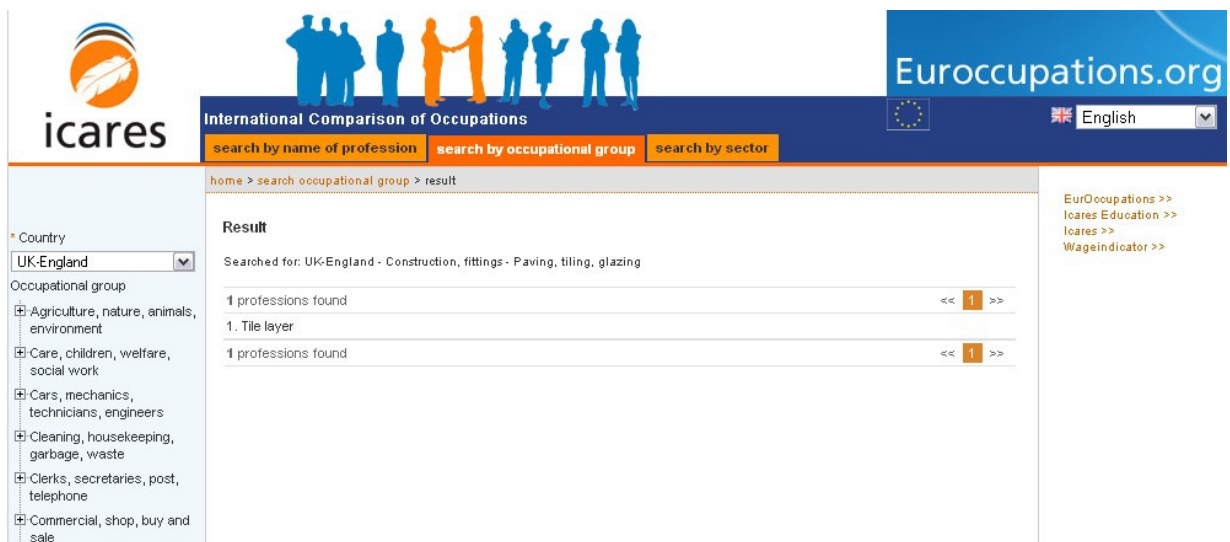 icares
Euroccupations.org
International Comparison of Occupations
English
search by name of profession
search by occupational group
search by sector
home > search occupational group > result
* Country
UK-England
Occupational group
Agriculture, nature, animals,
environment
Care, children, welfare,
social work
Cars, mechanics,
technicians, engineers
Cleaning, housekeeping,
garbage, waste
Clerks, secretaries, post,
telephone
Commercial, shop, buy and
sale
Result
Searched for: UK-England - Construction, fittings - Paving, tiling, glazing
1 professions found << 1 >>
1. Tile layer
1 professions found << 1 >>
EurOccupations >>
Icares Education >>
Icares >>
Wageindicator >>